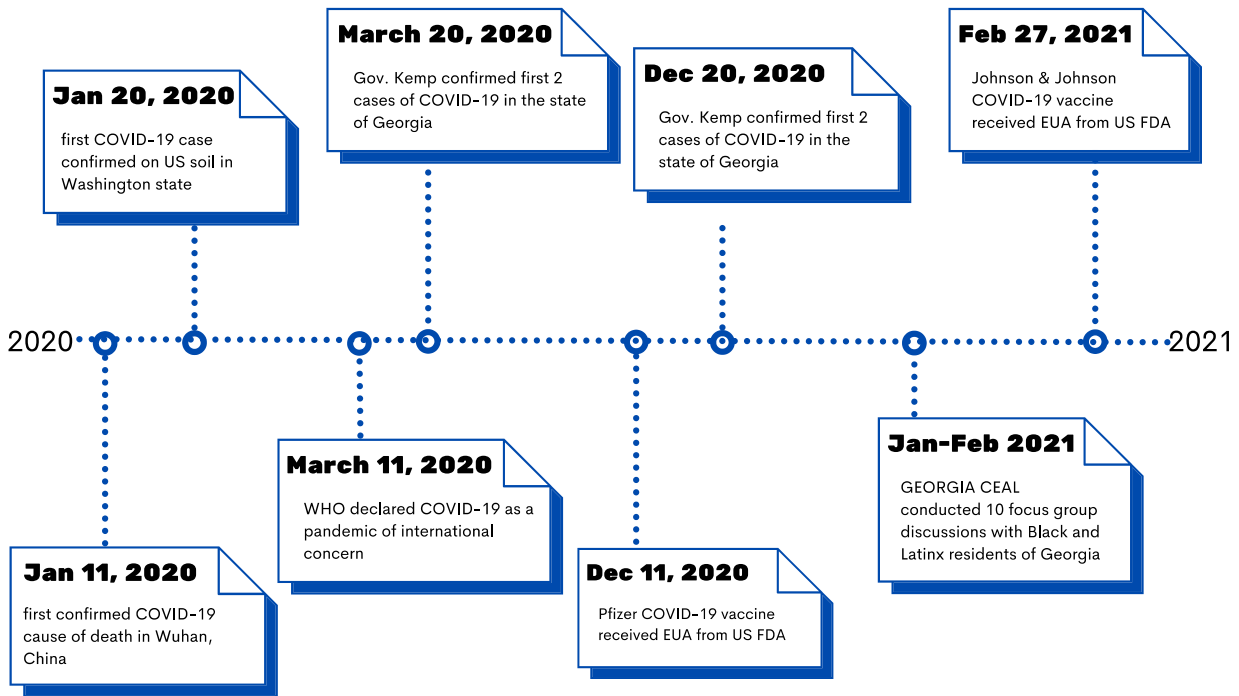 March 20, 2020
Gov. Kemp confirmed first 2
cases of COVID-19 in the state
of Georgia
Feb 27, 2021
Johnson & Johnson
COVID-19 vaccine
received EUA from US FDA
Dec 20, 2020
Gov. Kemp confirmed first 2
cases of COVID-19 in the
state of Georgia
Jan 20, 2020
first COVID-19 case
confirmed on US soil in
Washington state
2020
2021
March 11, 2020
WHO declared COVID-19 as a
pandemic of international
concern
Jan-Feb 2021
GEORGIA CEAL
conducted 10 focus group
discussions with Black and
Latinx residents of Georgia
Jan 11, 2020
first confirmed COVID-19
cause of death in Wuhan,
China
Dec 11, 2020
Pfizer COVID-19 vaccine
received EUA from US FDA